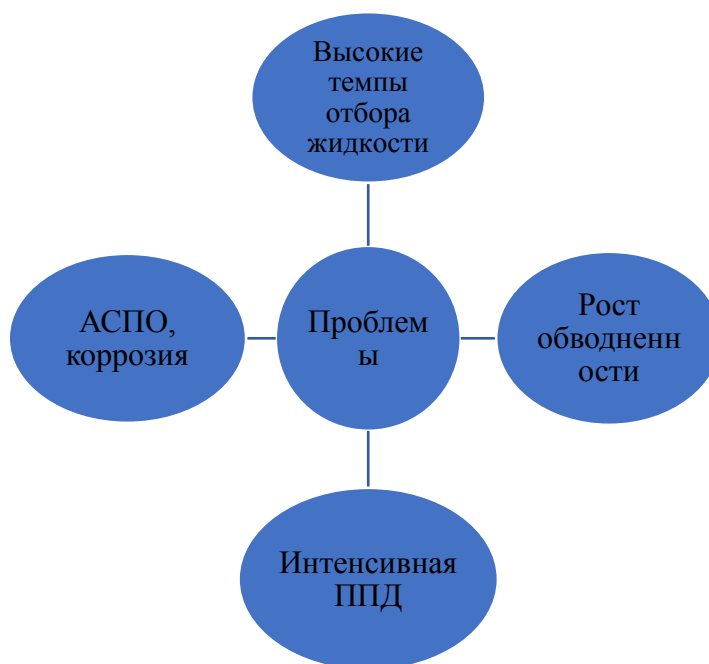 Высокие
темпы
отбора
жидкости
АСПО,
коррозия
Проблем
ы
Рост
обводненн
ости
Интенсивная
ППД